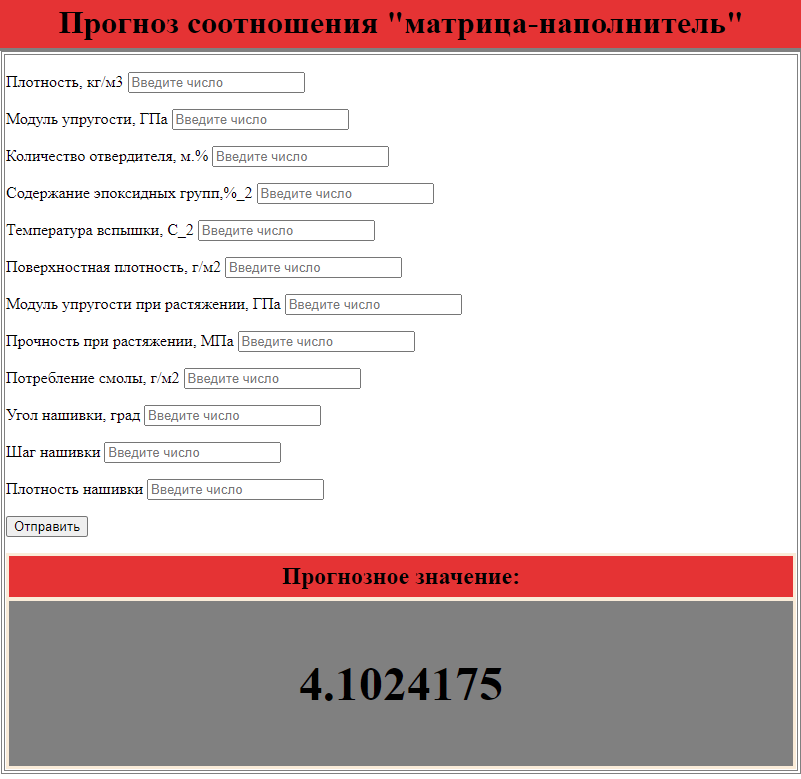 Прогноз соотношения "матрица-наполнитель"
Плотность, кг/м3 Введите число
Модуль упругости, ГПа Введите число
Количество отвердителя, м.% Введите число
Содержание эпоксидных групп,%_2 Введите число
Температура вспышки, С_2 Введите число
Поверхностная плотность, г/м2 Введите число
Модуль упругости при растяжении, ГПа Введите число
Прочность при растяжении, МПа Введите число
Потребление смолы, г/м2 Введите число
Угол нашивки, град Введите число
Шаг нашивки Введите число
Плотность нашивки Введите число
Отправить
Прогнозное значение:
4.1024175